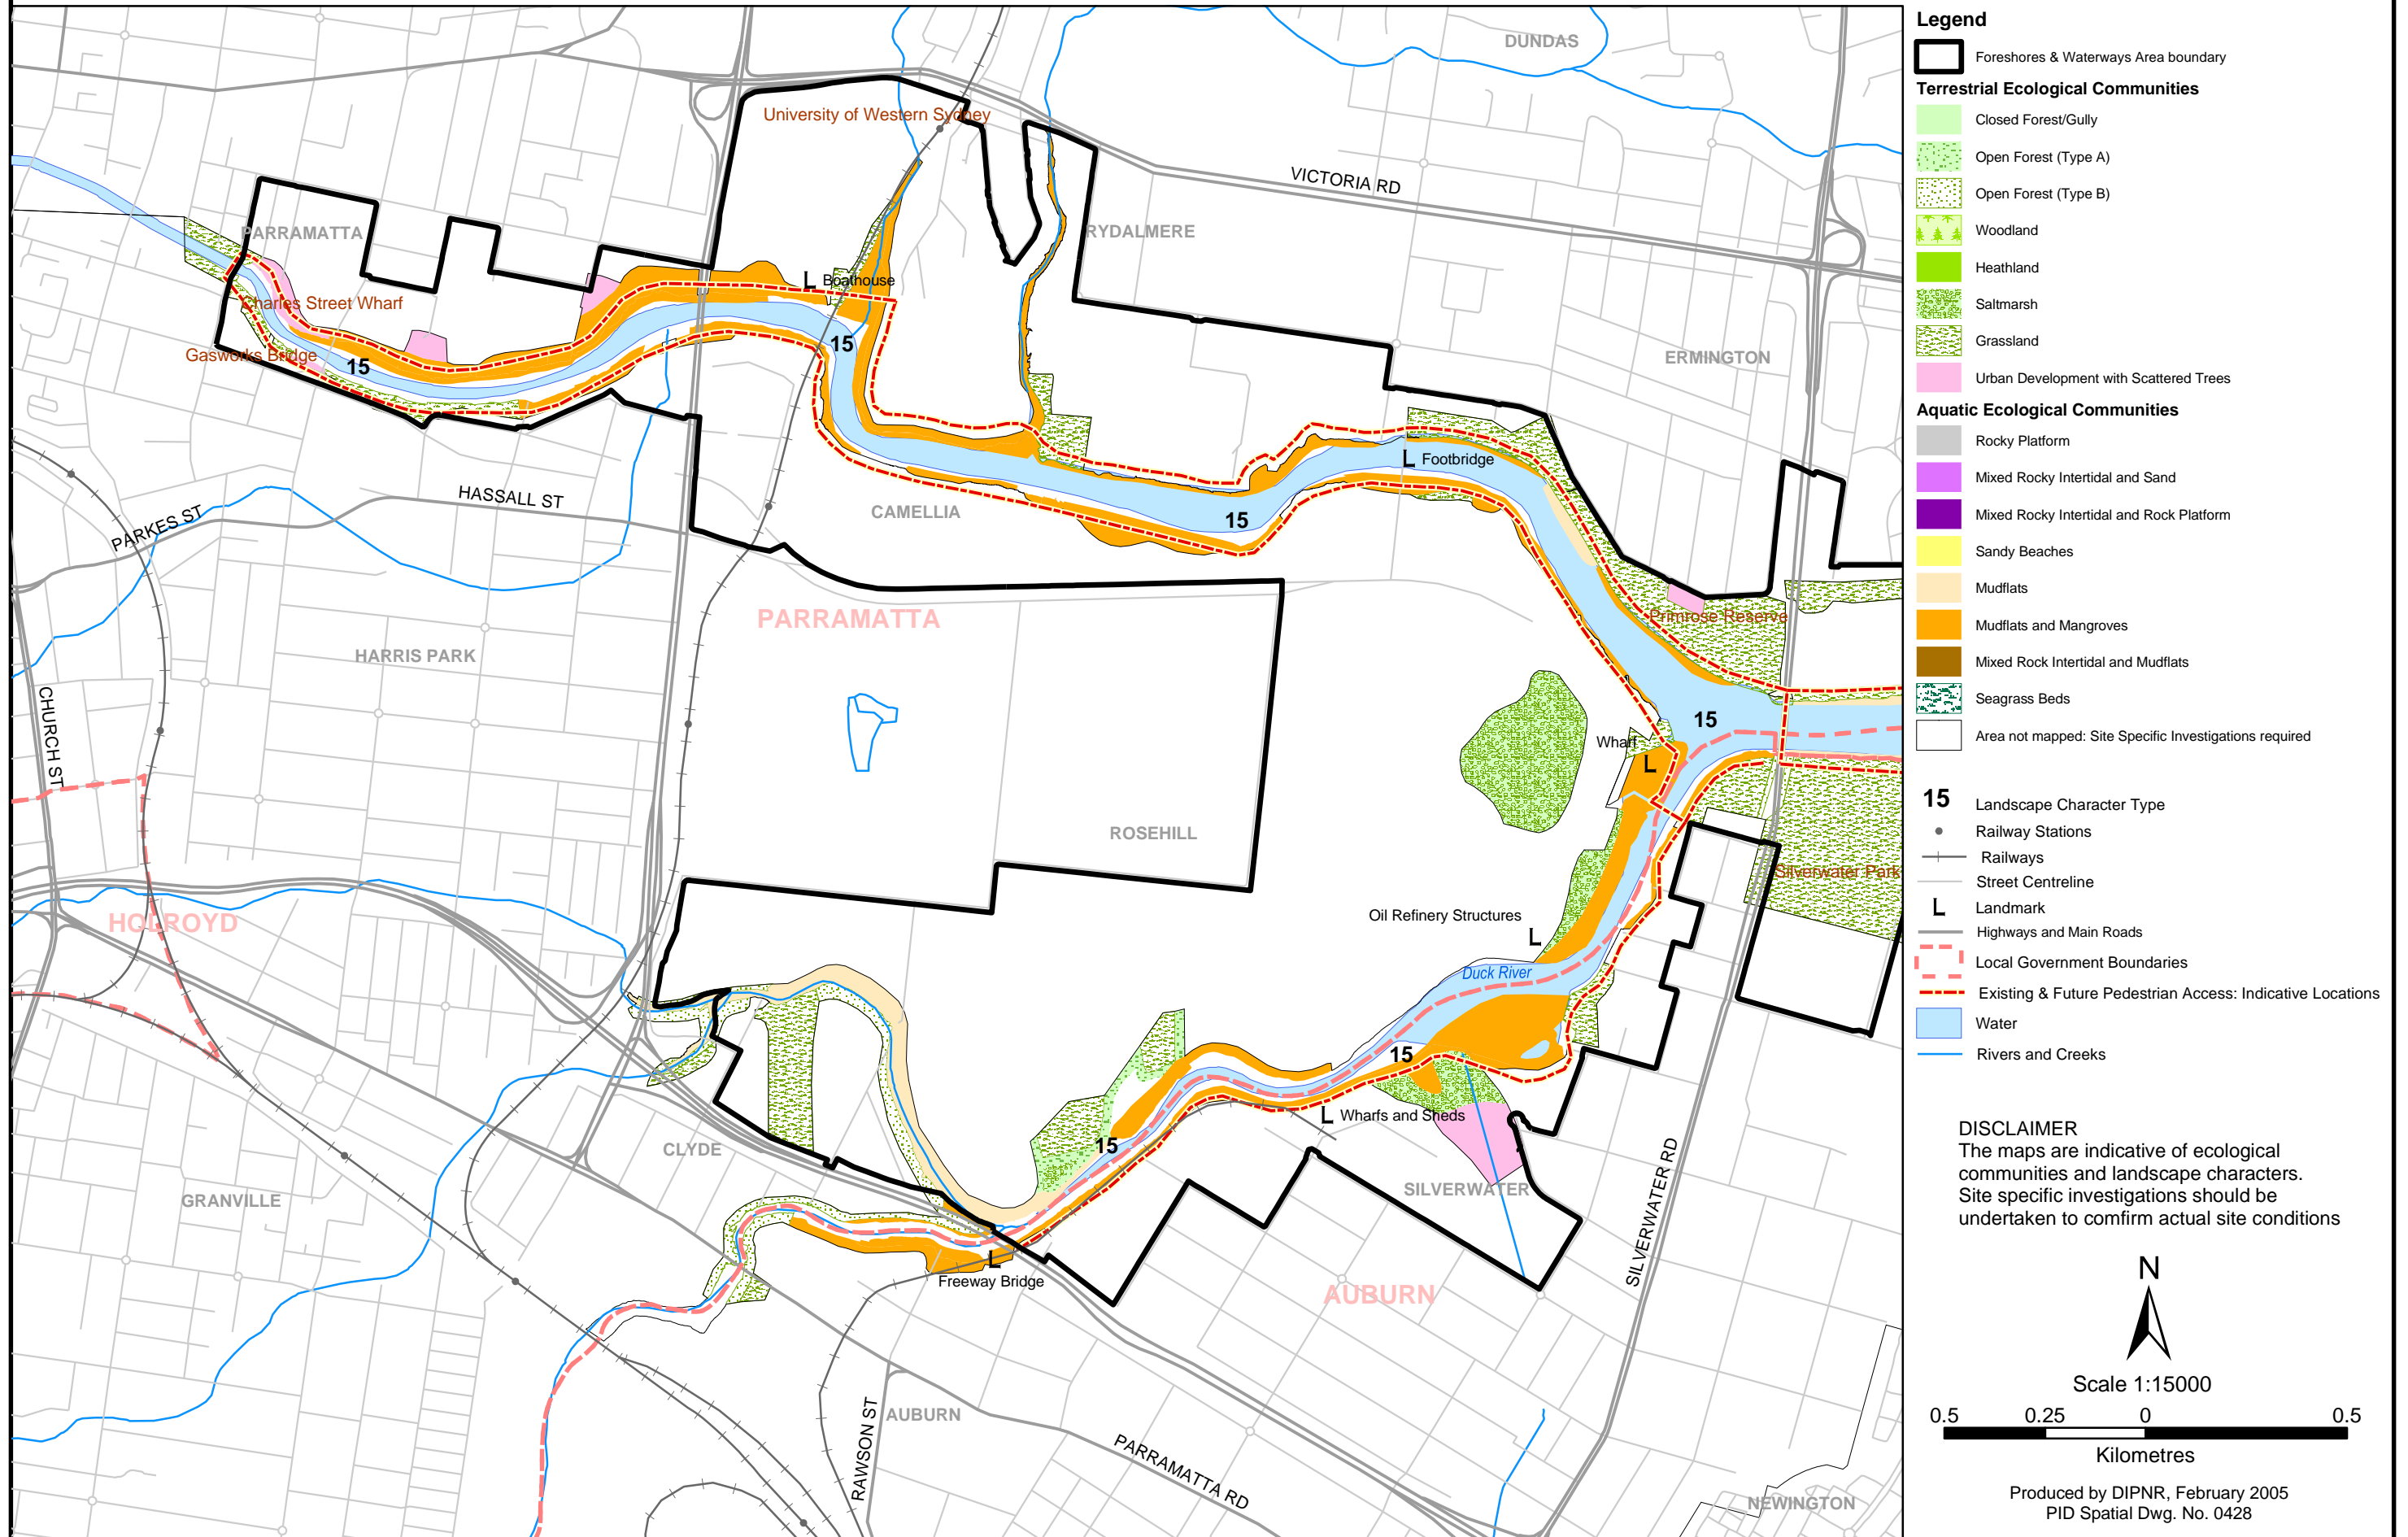 DUNDAS
University of Western Sydney
VICTORIA RD
PARRAMATTA
RYDALMERE
Boathouse
Charles Street Wharf
15
Gasworks Bridge
15
ERMINGTON
Footbridge
HASSALL ST
PARKES ST
CAMELLIA
15
PARRAMATTA
Primrose Reserve
HARRIS PARK
CHURCH ST
15
Wharf
ROSEHILL
Silverwater Park
HOLROYD
Oil Refinery Structures
Duck River
15
Wharfs and Sheds
15
CLYDE
SILVERWATER
GRANVILLE
SILVERWATER RD
Freeway Bridge
AUBURN
AUBURN
RAWSON ST
PARRAMATTA RD
NEWINGTON
Legend
Foreshores & Waterways Area boundary
Terrestrial Ecological Communities
Closed Forest/Gully
Open Forest (Type A)
Open Forest (Type B)
Woodland
Heathland
Saltmarsh
Grassland
Urban Development with Scattered Trees
Aquatic Ecological Communities
Rocky Platform
Mixed Rocky Intertidal and Sand
Mixed Rocky Intertidal and Rock Platform
Sandy Beaches
Mudflats
Mudflats and Mangroves
Mixed Rock Intertidal and Mudflats
Seagrass Beds
Area not mapped: Site Specific Investigations required
15 Landscape Character Type
Railway Stations
Railways
Street Centreline
L Landmark
Highways and Main Roads
Local Government Boundaries
Existing & Future Pedestrian Access: Indicative Locations
Water
Rivers and Creeks
DISCLAIMER
The maps are indicative of ecological
communities and landscape characters.
Site specific investigations should be
undertaken to comfirm actual site conditions
N
Scale 1:15000
0.5 0.25 0 0.5
Kilometres
Produced by DIPNR, February 2005
PID Spatial Dwg. No. 0428